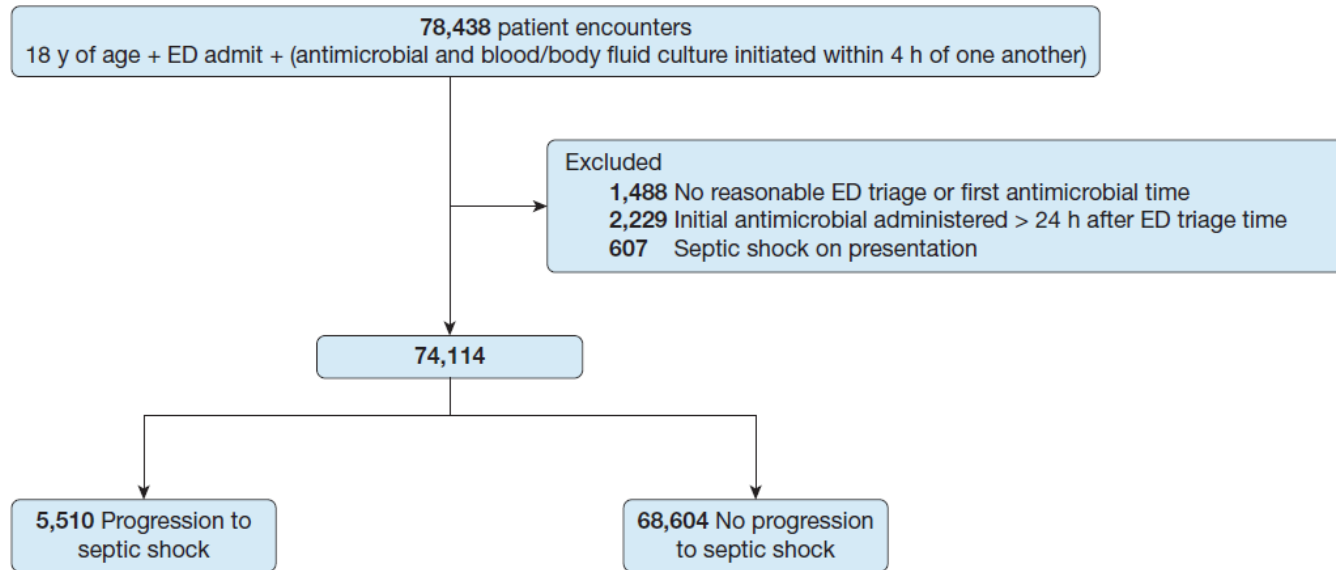 78,438 patient encounters
18 y of age + ED admit + (antimicrobial and blood/body fluid culture initiated within 4 h of one another)
Excluded
1,488 No reasonable ED triage or first antimicrobial time
2,229 Initial antimicrobial administered > 24 h after ED triage time
607 Septic shock on presentation
74,114
5,510 Progression to
septic shock
68,604 No progression
to septic shock